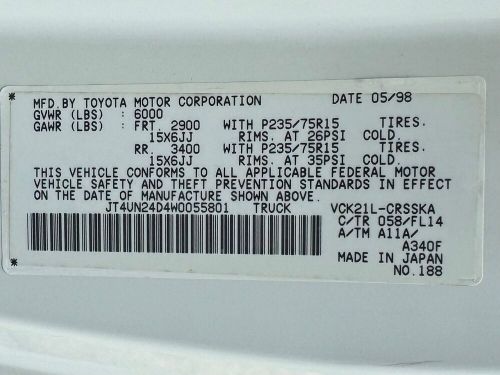 MFD.BY TOYOTA MOTOR CORPORATION DATE 05/98
GVWR (LBS) : 6000
GAWR (LBS) : FRT. 2900 WITH P235/75R15 TIRES.
15X6JJ RIMS. AT 26PSI COLD.
RR. 3400 WITH P235/75R15 TIRES.
15X6JJ RIMS. AT 35PSI COLD.
THIS VEHICLE CONFORMS TO ALL APPLICABLE FEDERAL MOTOR
VEHICLE SAFETY AND THEFT PREVENTION STANDARDS IN EFFECT
ON THE DATE OF MANUFACTURE SHOWN ABOVE.
JT4UN24D4W0055801 TRUCK VCK21L-CRSSKA
C/TR 058/FL14
A/TM A11A/
A340F
MADE IN JAPAN
NO.188